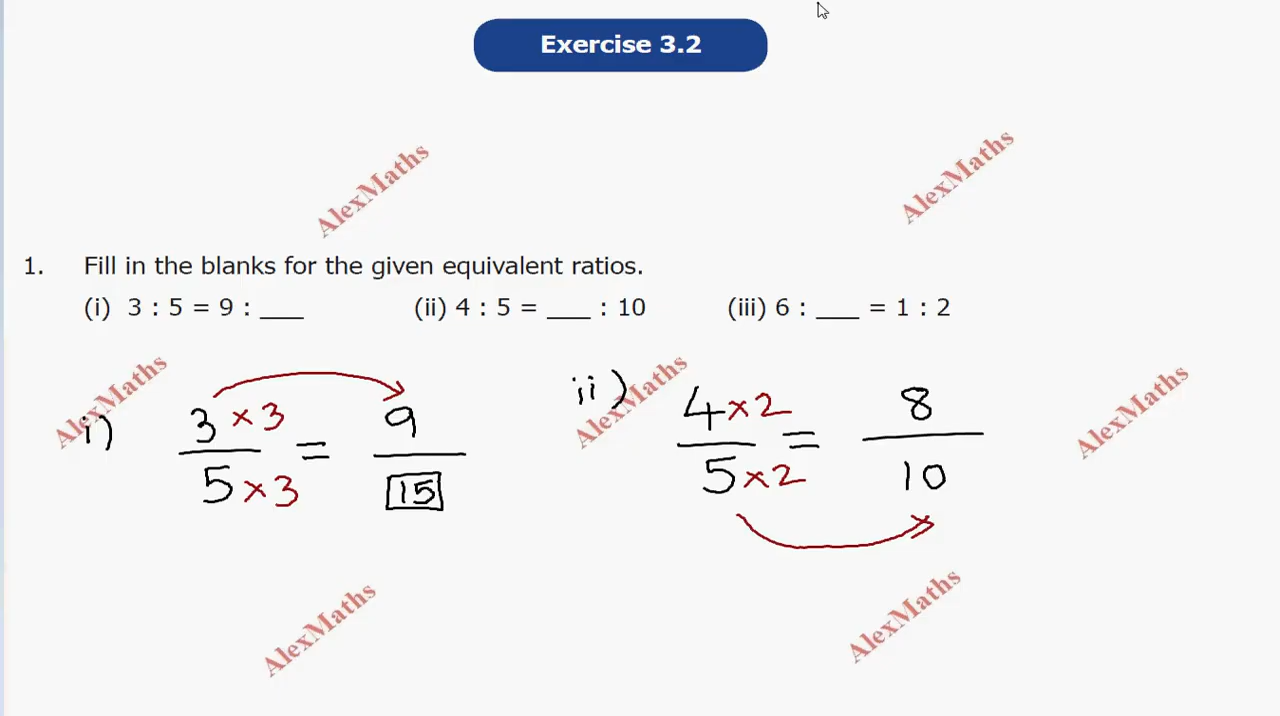 Exercise 3.2
AlexMaths
AlexMaths
1. Fill in the blanks for the given equivalent ratios.
(i) 3 : 5 = 9 : ___ (ii) 4 : 5 = ___ : 10 (iii) 6 : ___ = 1 : 2
AlexMaths
AlexMaths
AlexMaths
i) 3 × 3 / 5 × 3 = 9 / 15
ii) 4 × 2 / 5 × 2 = 8 / 10
AlexMaths
AlexMaths